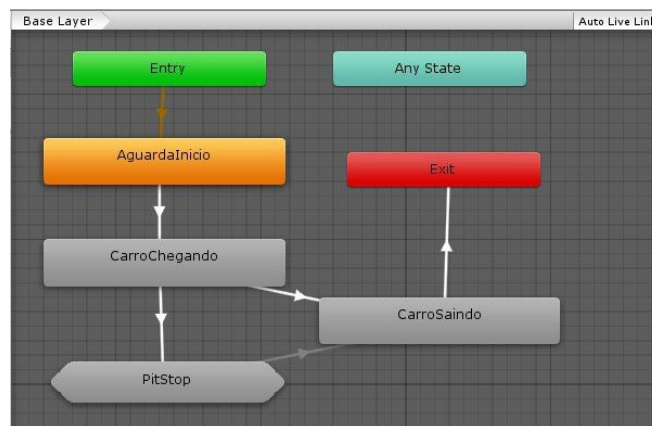 Base Layer
Auto Live Link
Entry
Any State
AguardaInicio
Exit
CarroChegando
CarroSaindo
PitStop